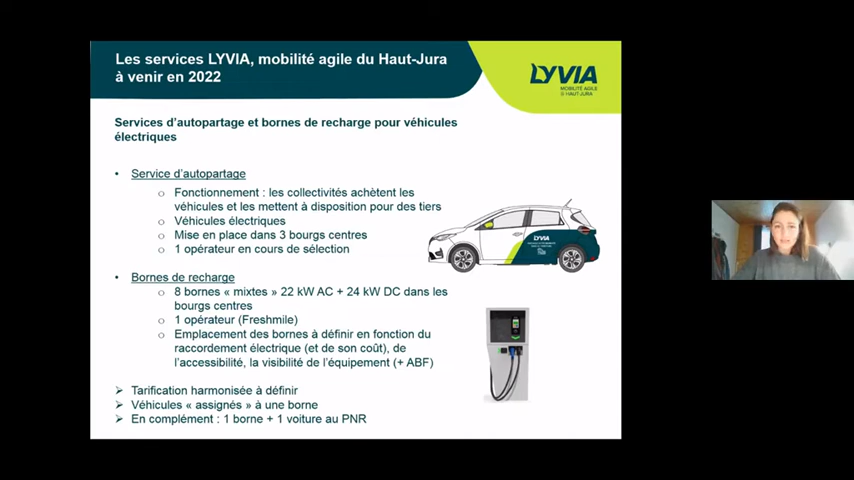 Les services LYVIA, mobilité agile du Haut-Jura
à venir en 2022
LYVIA
MOBILITÉ AGILE
HAUT-JURA
Services d'autopartage et bornes de recharge pour véhicules
électriques
• Service d'autopartage
o Fonctionnement : les collectivités achètent les
véhicules et les mettent à disposition pour des tiers
o Véhicules électriques
o Mise en place dans 3 bourgs centres
o 1 opérateur en cours de sélection
LYVIA
• Bornes de recharge
o 8 bornes « mixtes » 22 kW AC + 24 kW DC dans les
bourgs centres
o 1 opérateur (Freshmile)
o Emplacement des bornes à définir en fonction du
raccordement électrique (et de son coût), de
l'accessibilité, la visibilité de l'équipement (+ ABF)
➢ Tarification harmonisée à définir
➢ Véhicules « assignés » à une borne
➢ En complément : 1 borne + 1 voiture au PNR